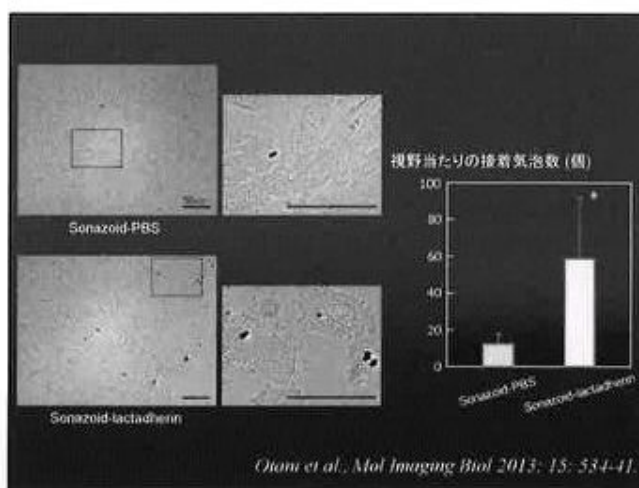 Sonazoid-PBS
Sonazoid-lactadherin
視野当たりの接着気泡数 (個)
100
80
60
40
20
0
*
Sonazoid-PBS
Sonazoid-lactadherin
Otani et al., Mol Imaging Biol 2013; 15: 534-41.